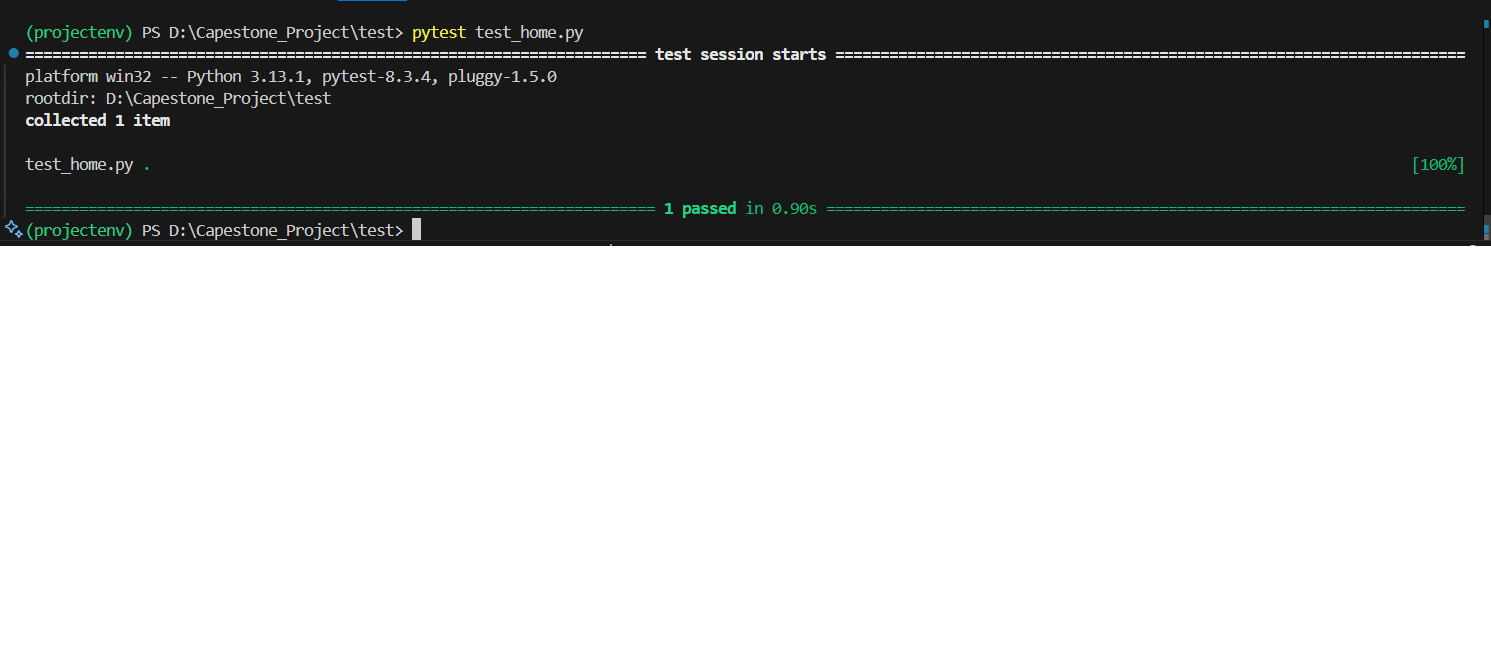 (projectenv) PS D:\Capestone_Project\test> pytest test_home.py
===================================================================== test session starts ======================================================================
platform win32 -- Python 3.13.1, pytest-8.3.4, pluggy-1.5.0
rootdir: D:\Capestone_Project\test
collected 1 item
test_home.py . [100%]
====================================================================== 1 passed in 0.90s =======================================================================
(projectenv) PS D:\Capestone_Project\test>